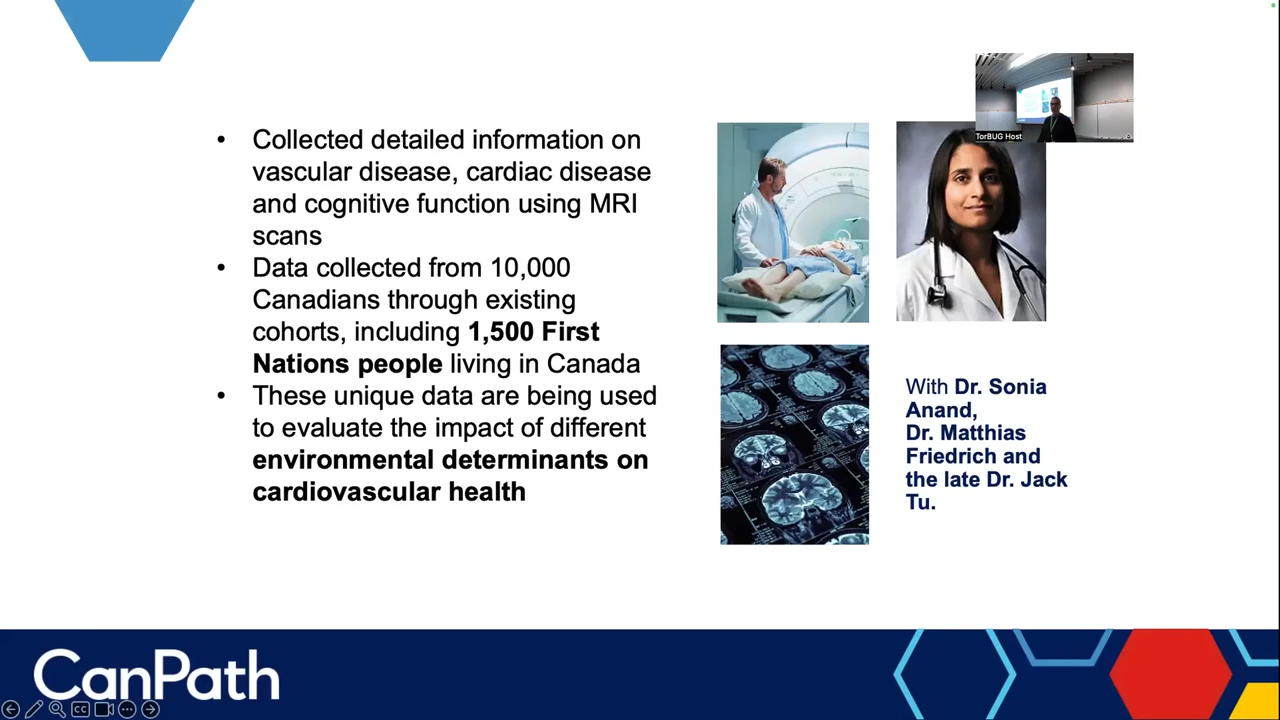 • Collected detailed information on
vascular disease, cardiac disease
and cognitive function using MRI
scans
• Data collected from 10,000
Canadians through existing
cohorts, including 1,500 First
Nations people living in Canada
• These unique data are being used
to evaluate the impact of different
environmental determinants on
cardiovascular health
TorBUG Host
With Dr. Sonia
Anand,
Dr. Matthias
Friedrich and
the late Dr. Jack
Tu.
CanPath
CC